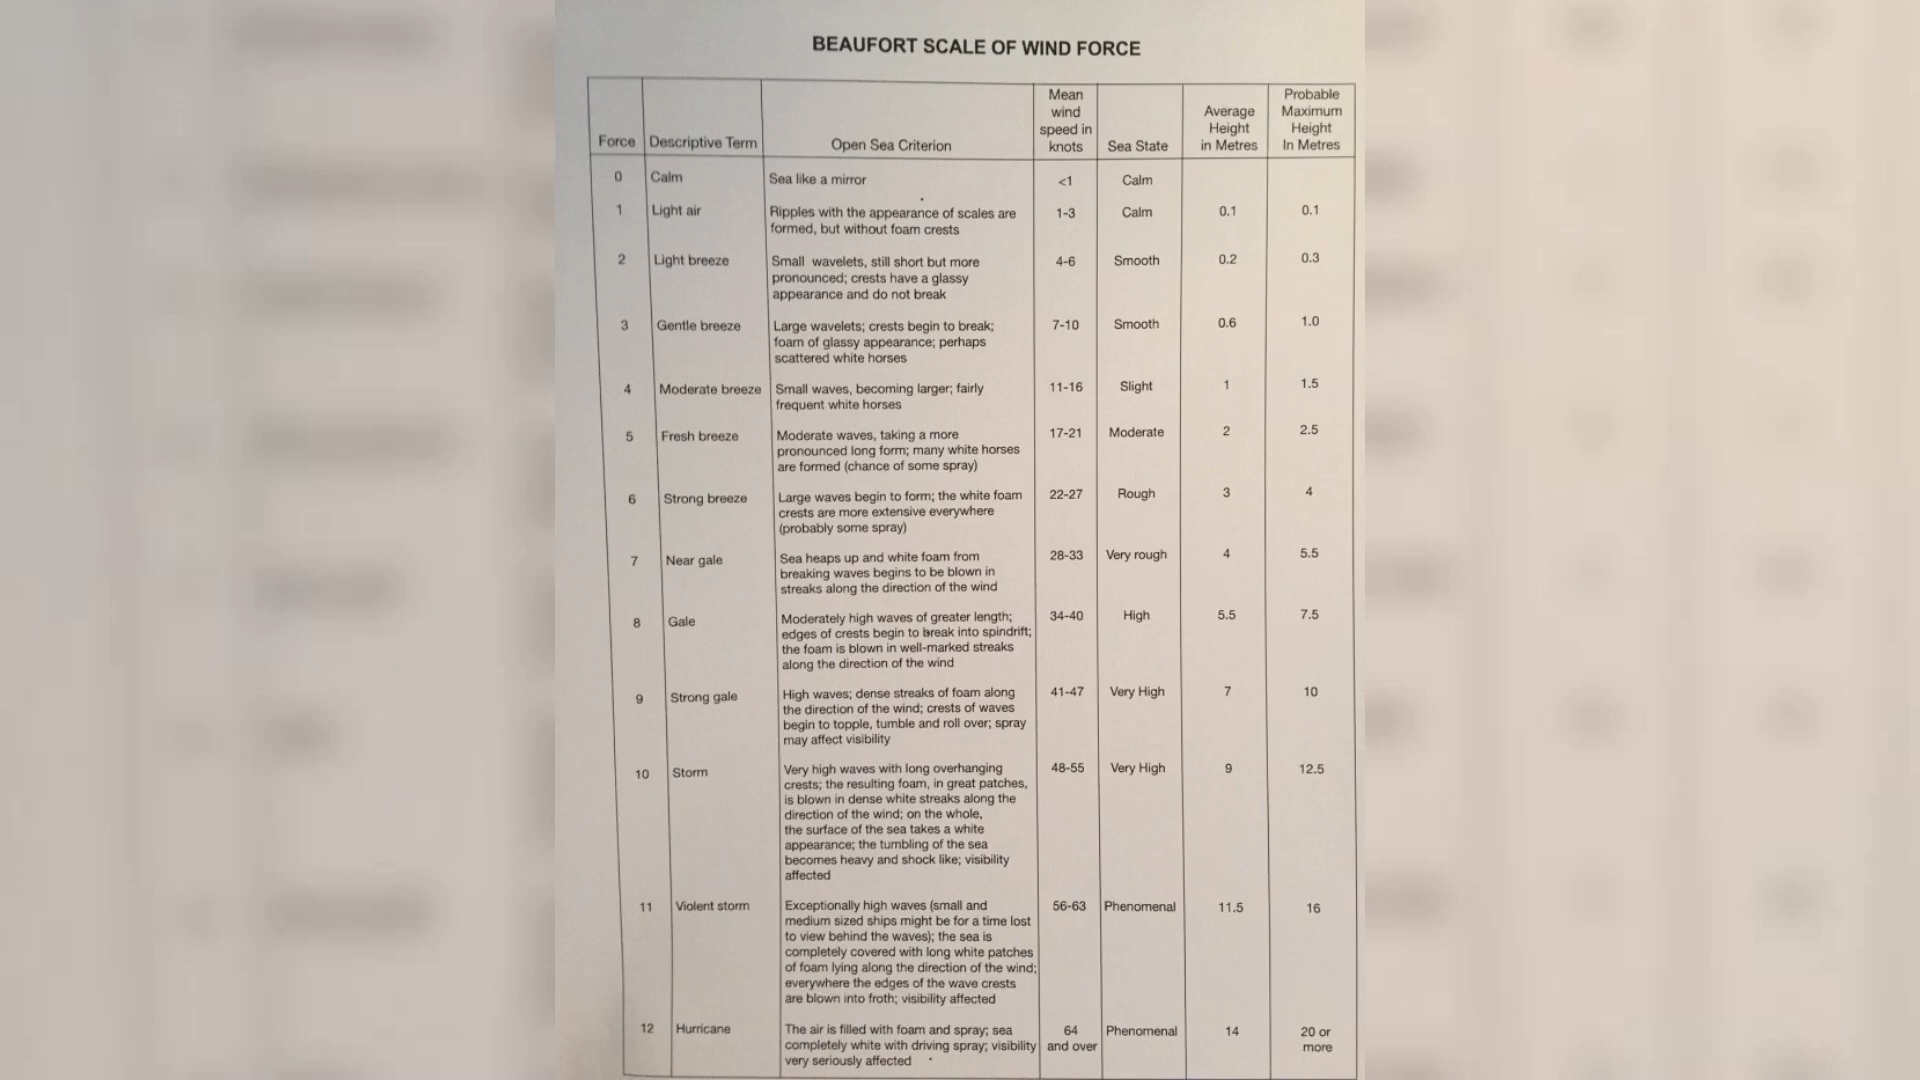 BEAUFORT SCALE OF WIND FORCE
Force
Descriptive Term
Open Sea Criterion
Mean
wind
speed in
knots
Sea State
Average
Height
in Metres
Probable
Maximum
Height
In Metres
0
Calm
Sea like a mirror
<1
Calm
1
Light air
Ripples with the appearance of scales are
formed, but without foam crests
1-3
Calm
0.1
0.1
2
Light breeze
Small wavelets, still short but more
pronounced; crests have a glassy
appearance and do not break
4-6
Smooth
0.2
0.3
3
Gentle breeze
Large wavelets; crests begin to break;
foam of glassy appearance; perhaps
scattered white horses
7-10
Smooth
0.6
1.0
4
Moderate breeze
Small waves, becoming larger; fairly
frequent white horses
11-16
Slight
1
1.5
5
Fresh breeze
Moderate waves, taking a more
pronounced long form; many white horses
are formed (chance of some spray)
17-21
Moderate
2
2.5
6
Strong breeze
Large waves begin to form; the white foam
crests are more extensive everywhere
(probably some spray)
22-27
Rough
3
4
7
Near gale
Sea heaps up and white foam from
breaking waves begins to be blown in
streaks along the direction of the wind
28-33
Very rough
4
5.5
8
Gale
Moderately high waves of greater length;
edges of crests begin to break into spindrift;
the foam is blown in well-marked streaks
along the direction of the wind
34-40
High
5.5
7.5
9
Strong gale
High waves; dense streaks of foam along
the direction of the wind; crests of waves
begin to topple, tumble and roll over; spray
may affect visibility
41-47
Very High
7
10
10
Storm
Very high waves with long overhanging
crests; the resulting foam, in great patches,
is blown in dense white streaks along the
direction of the wind; on the whole,
the surface of the sea takes a white
appearance; the tumbling of the sea
becomes heavy and shock like; visibility
affected
48-55
Very High
9
12.5
11
Violent storm
Exceptionally high waves (small and
medium sized ships might be for a time lost
to view behind the waves); the sea is
completely covered with long white patches
of foam lying along the direction of the wind;
everywhere the edges of the wave crests
are blown into froth; visibility affected
56-63
Phenomenal
11.5
16
12
Hurricane
The air is filled with foam and spray; sea
completely white with driving spray; visibility
very seriously affected
64
and over
Phenomenal
14
20 or
more